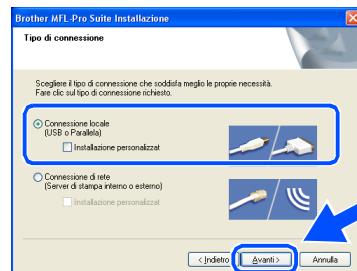 Brother MFL-Pro Suite Installazione
Tipo di connessione
Scegliere il tipo di connessione che soddisfa meglio le proprie necessità.
Fare clic sul tipo di connessione richiesto.
Connessione locale
(USB o Parallela)
Installazione personalizzat
Connessione di rete
(Server di stampa interno o esterno)
Installazione personalizzat
< Indietro
Avanti >
Annulla